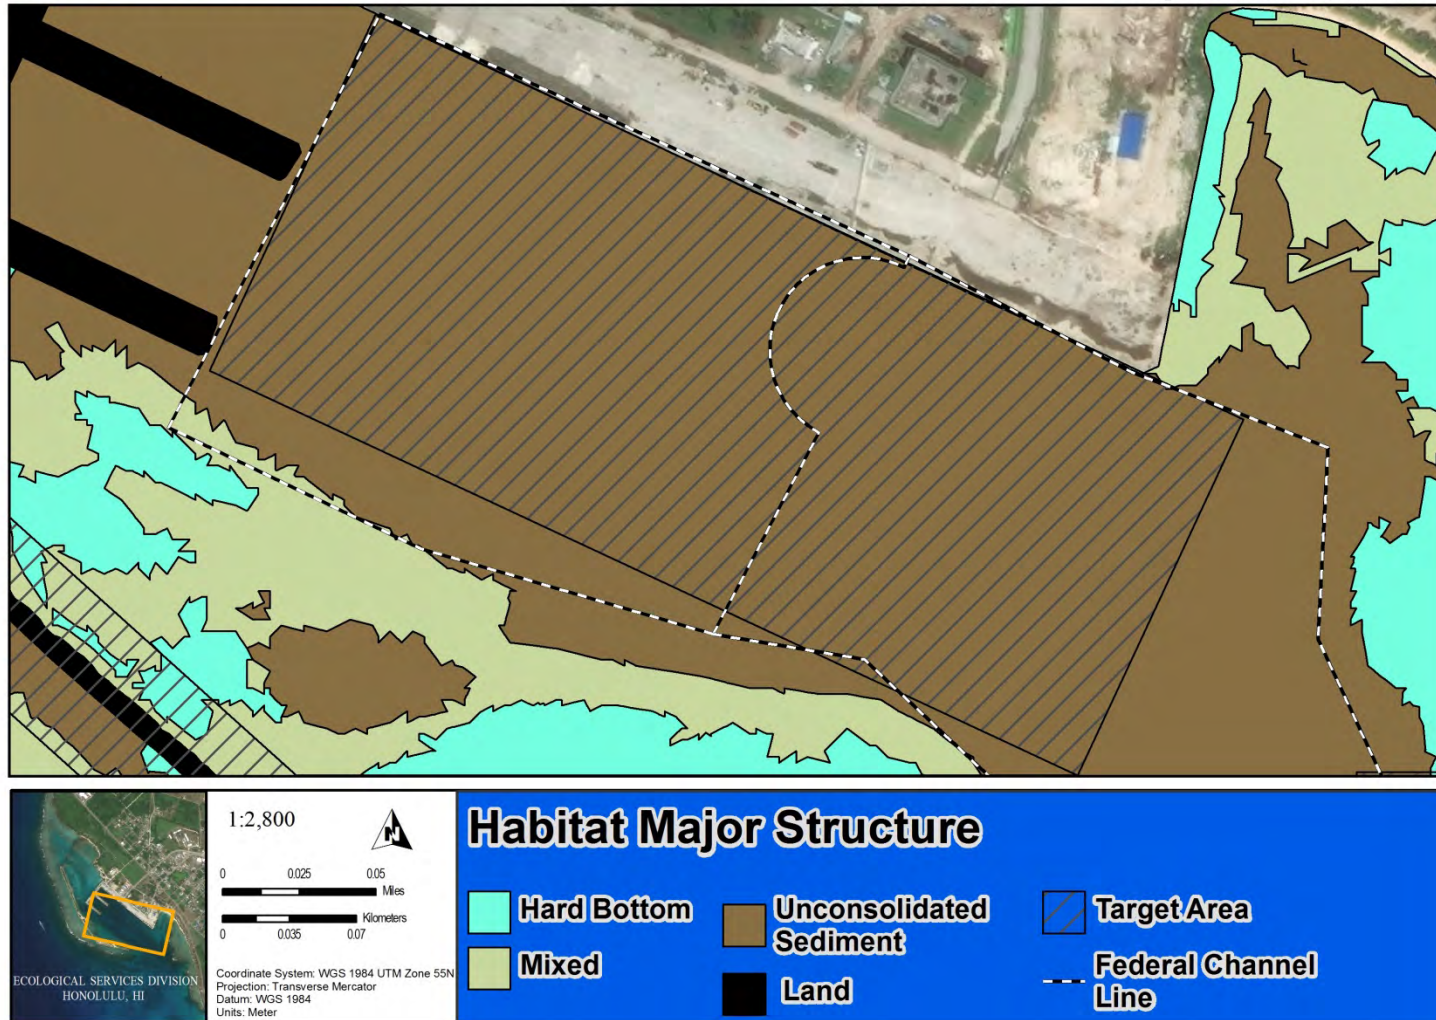 ECOLOGICAL SERVICES DIVISION
HONOLULU, HI
1:2,800
N
0 0.025 0.05
Miles
Kilometers
0 0.035 0.07
Coordinate System: WGS 1984 UTM Zone 55N
Projection: Transverse Mercator
Datum: WGS 1984
Units: Meter
Habitat Major Structure
Hard Bottom
Mixed
Unconsolidated
Sediment
Land
Target Area
Federal Channel
Line